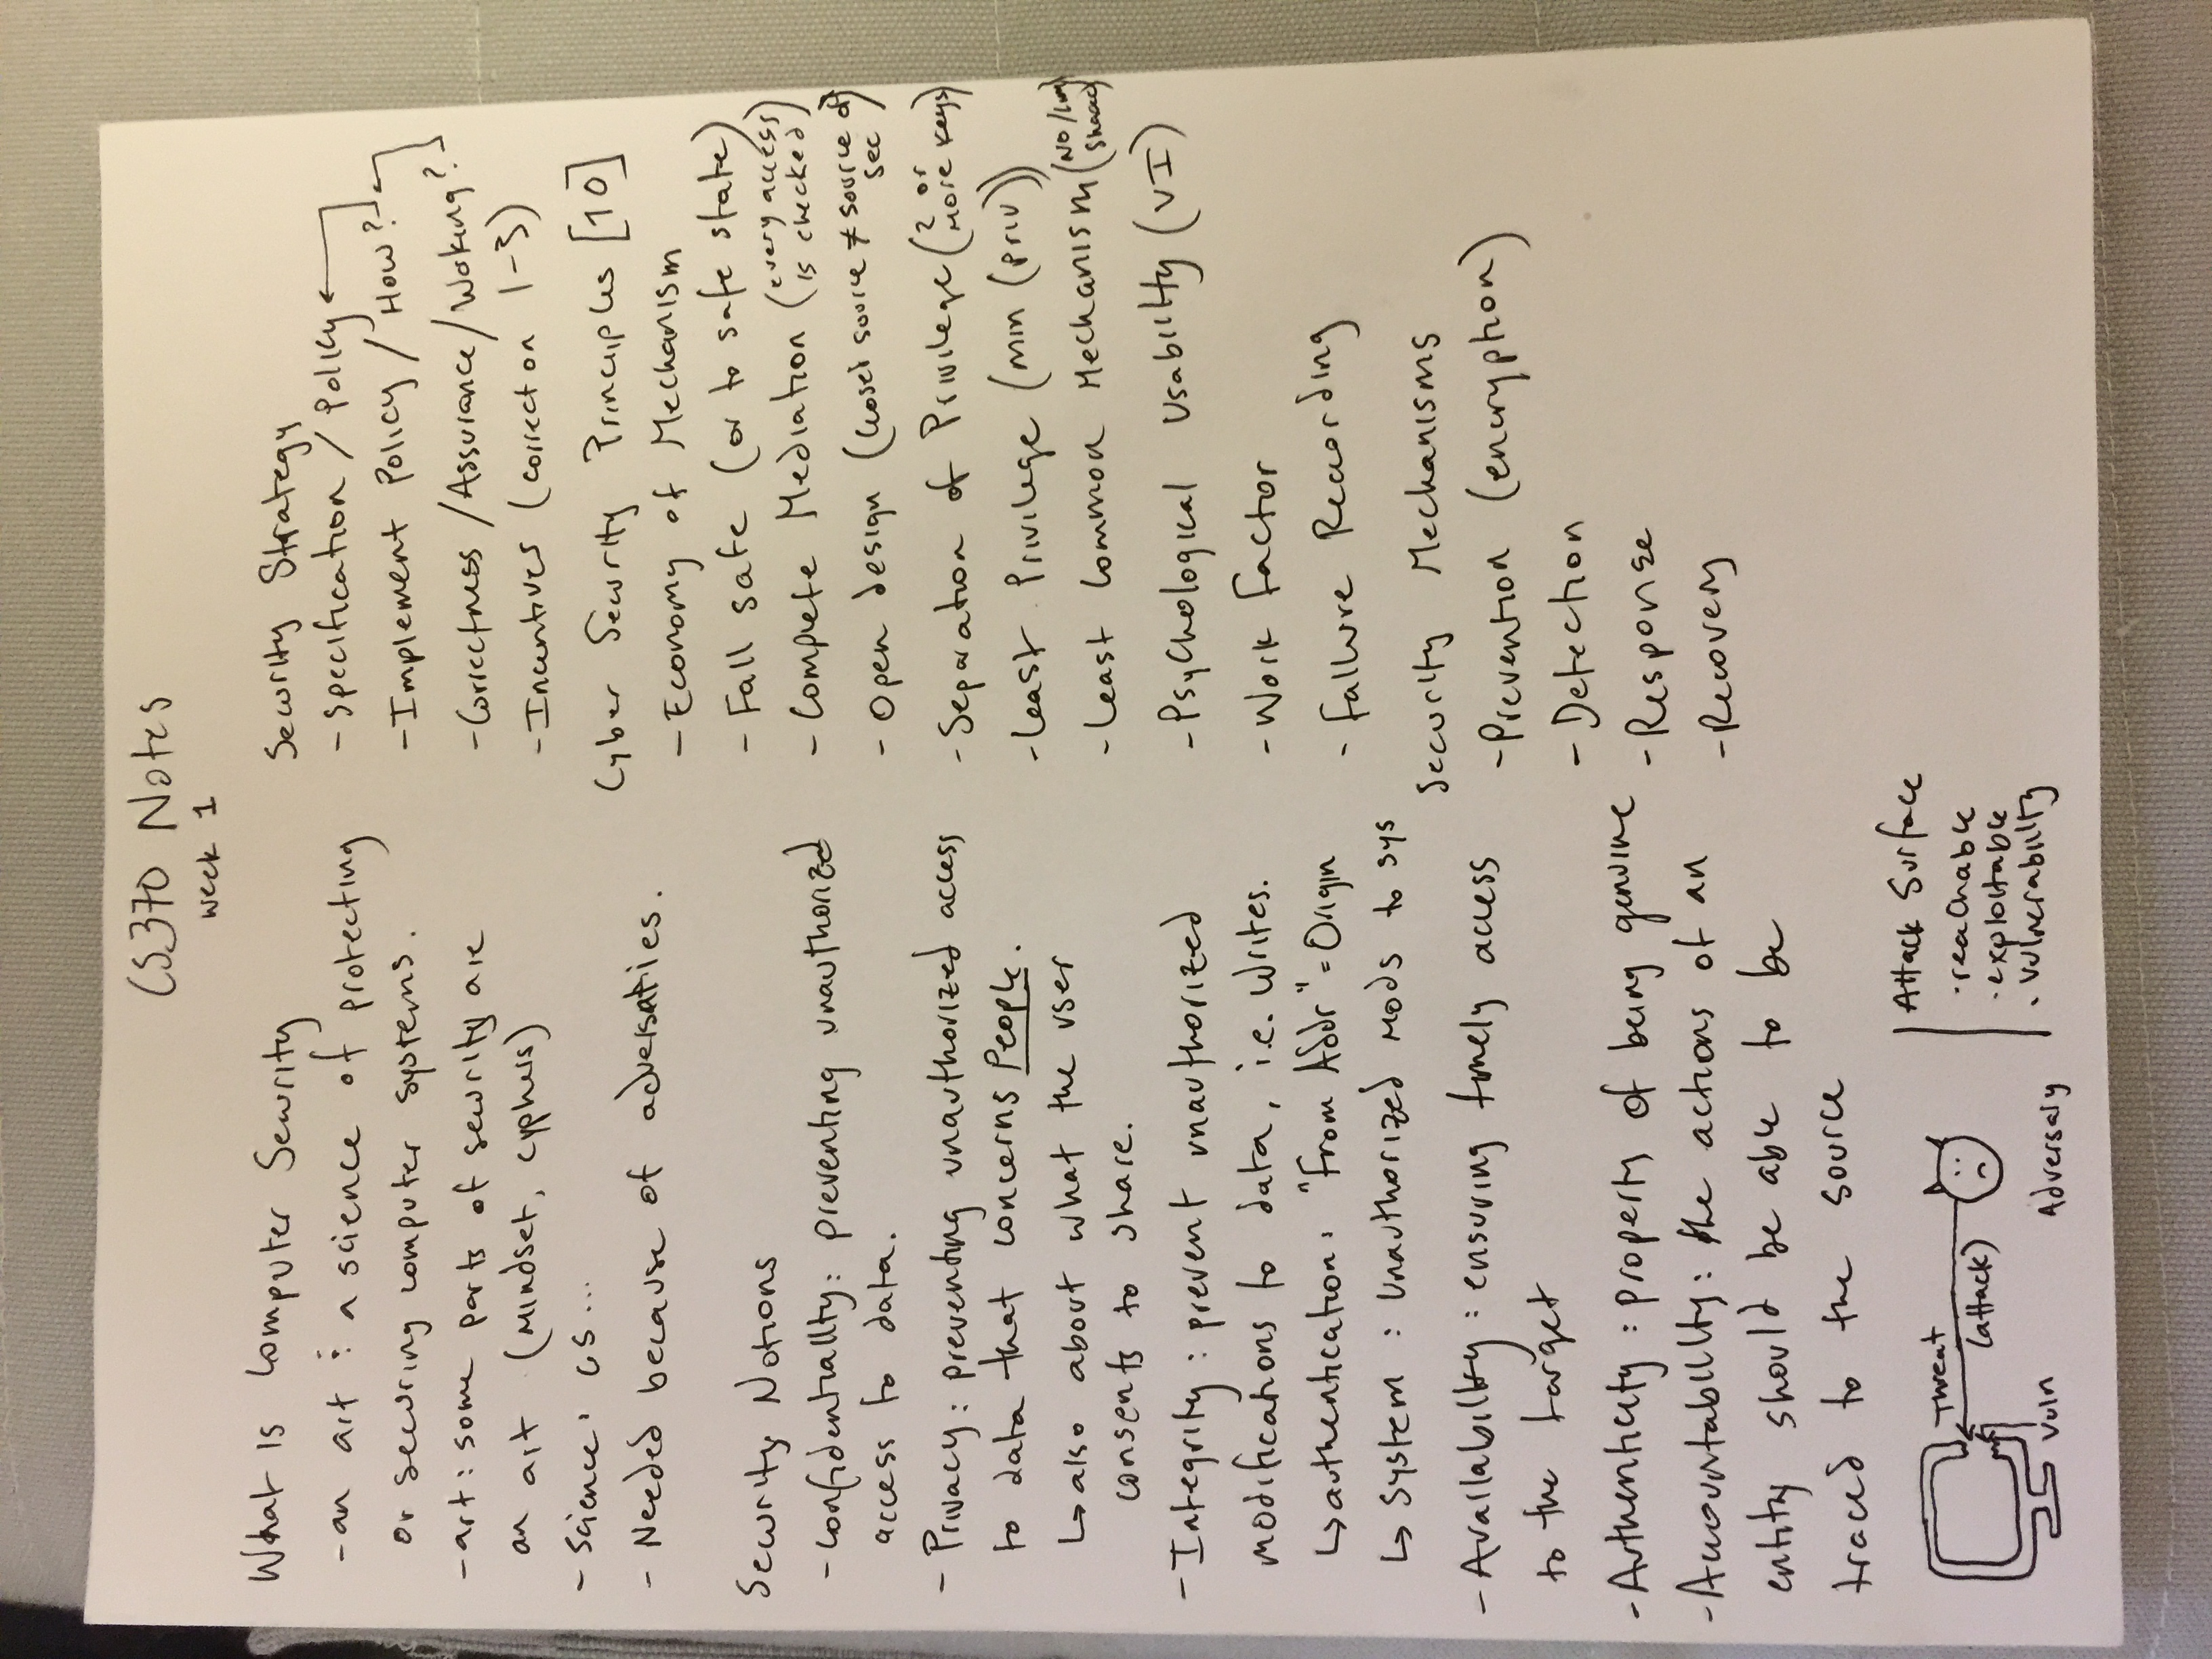 CS370 Notes
week 1
What is Computer Security
- an art & a science of protecting
or securing computer systems.
- art: some parts of security are
an art (mindset, cyphers)
- Science: CS...
- Needed because of adversaries.
Security Notions
- Confidentiality: preventing unauthorized
access to data.
- Privacy: preventing unauthorized access
to data that concerns People.
↳ also about what the user
consents to share.
- Integrity: prevent unauthorized
modifications to data, i.e. writes.
↳ authentication: "From Addr" = Origin
↳ System: Unauthorized mods to sys
- Availability: ensuring timely access
to the target
- Authenticity: property of being genuine
- Accountability: the actions of an
entity should be able to be
traced to the source
Threat
(attack)
Vuln
Adversary
Attack Surface
· reachable
· exploitable
· vulnerability
Security Strategy
- Specification / Policy
- Implement Policy / How?
- Correctness / Assurance / Woking?
- Incentives (correct on 1-3)
Cyber Security Principles [10]
- Economy of Mechanism
- Fail safe (or to safe state)
- Complete Mediation (every access
is checked)
- Open design (closed source ≠ source of
sec)
- Separation of Privilege (2 or
more keys)
- Least Privilege (min (priv))
- Least Common Mechanism (No /
shared)
- Psychological Usability (UI)
- Work Factor
- Failure Recording
Security Mechanisms
- Prevention (encryption)
- Detection
- Response
- Recovery